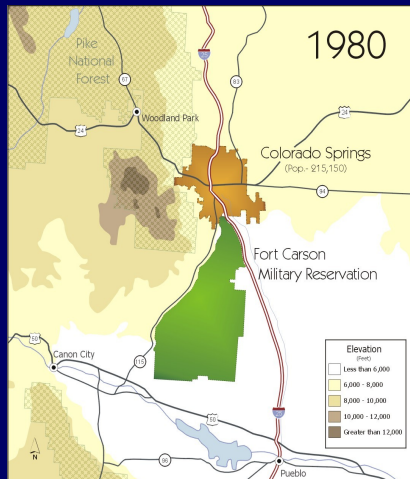 1980
Pike
National
Forest
67
83
24
Woodland Park
24
Colorado Springs
(Pop.- 215,150)
94
Fort Carson
Military Reservation
50
Canon City
115
50
96
Pueblo
N
Elevation
(Feet)
Less than 6,000
6,000 - 8,000
8,000 - 10,000
10,000 - 12,000
Greater than 12,000